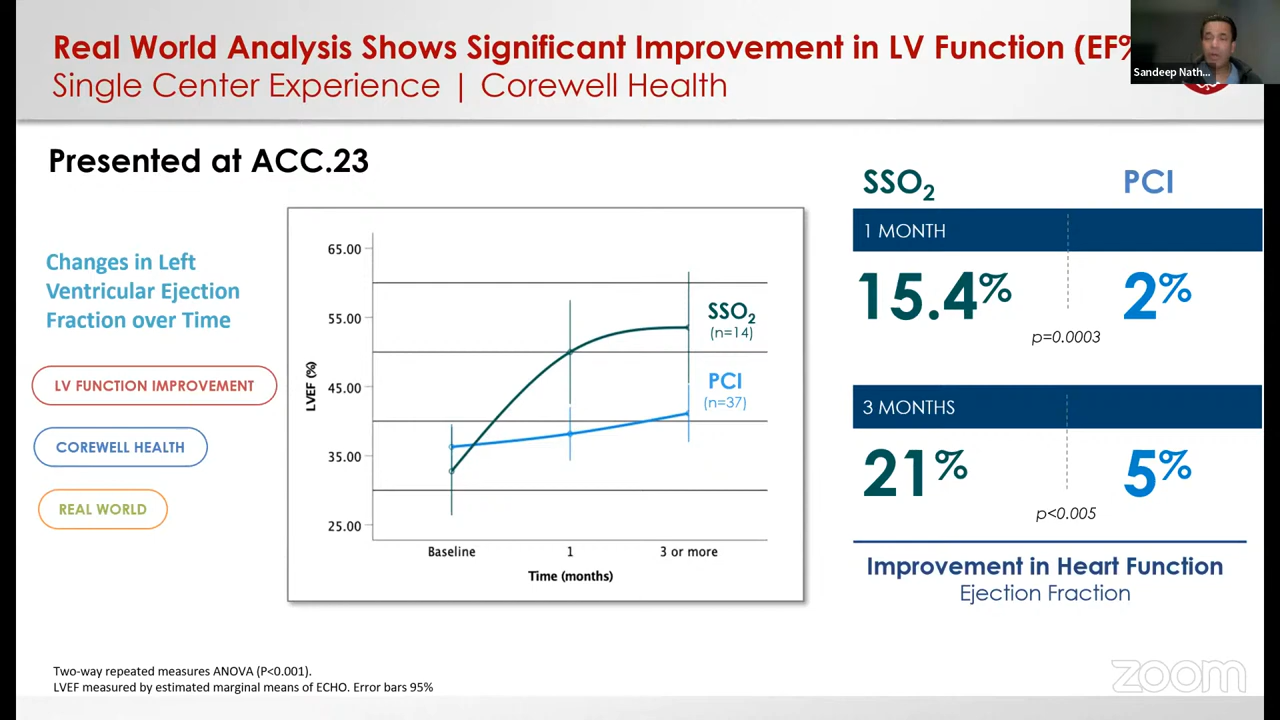 Real World Analysis Shows Significant Improvement in LV Function (EF%
Single Center Experience | Corewell Health
Sandeep Nath...
Presented at ACC.23
Changes in Left
Ventricular Ejection
Fraction over Time
LV FUNCTION IMPROVEMENT
COREWELL HEALTH
REAL WORLD
LVEF (%)
65.00
55.00
45.00
35.00
25.00
SSO2
(n=14)
PCI
(n=37)
Baseline 1 3 or more
Time (months)
SSO2 PCI
1 MONTH
15.4% 2%
p=0.0003
3 MONTHS
21% 5%
p<0.005
Improvement in Heart Function
Ejection Fraction
Two-way repeated measures ANOVA (P<0.001).
LVEF measured by estimated marginal means of ECHO. Error bars 95%
zoom